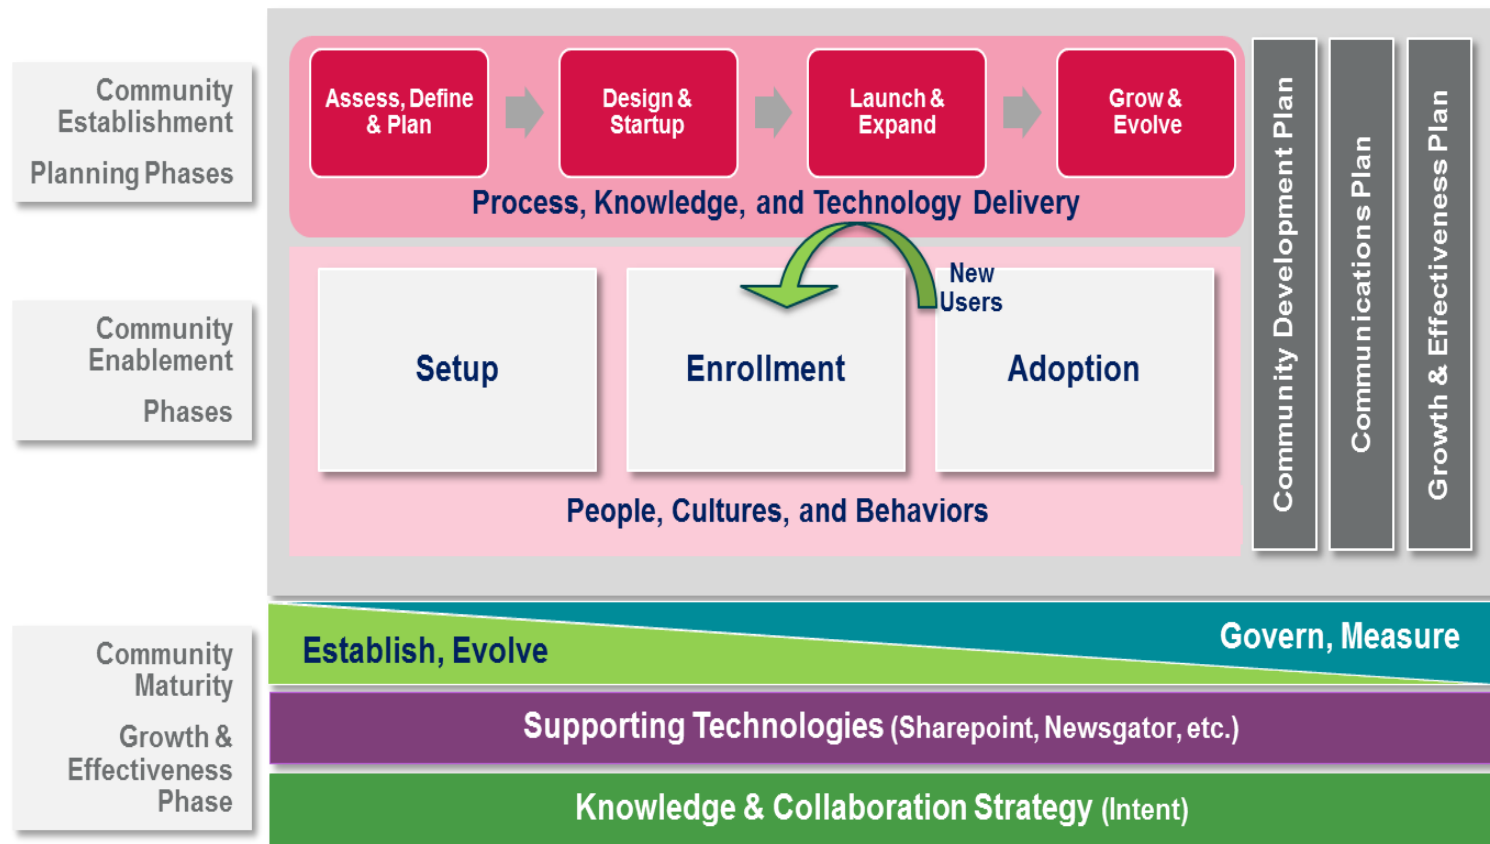 Community
Establishment
Planning Phases
Assess, Define
& Plan
Design &
Startup
Launch &
Expand
Grow &
Evolve
Process, Knowledge, and Technology Delivery
Community
Enablement
Phases
Setup
Enrollment
New
Users
Adoption
People, Cultures, and Behaviors
Community Development Plan
Communications Plan
Growth & Effectiveness Plan
Community
Maturity
Growth &
Effectiveness
Phase
Establish, Evolve
Govern, Measure
Supporting Technologies (Sharepoint, Newsgator, etc.)
Knowledge & Collaboration Strategy (Intent)